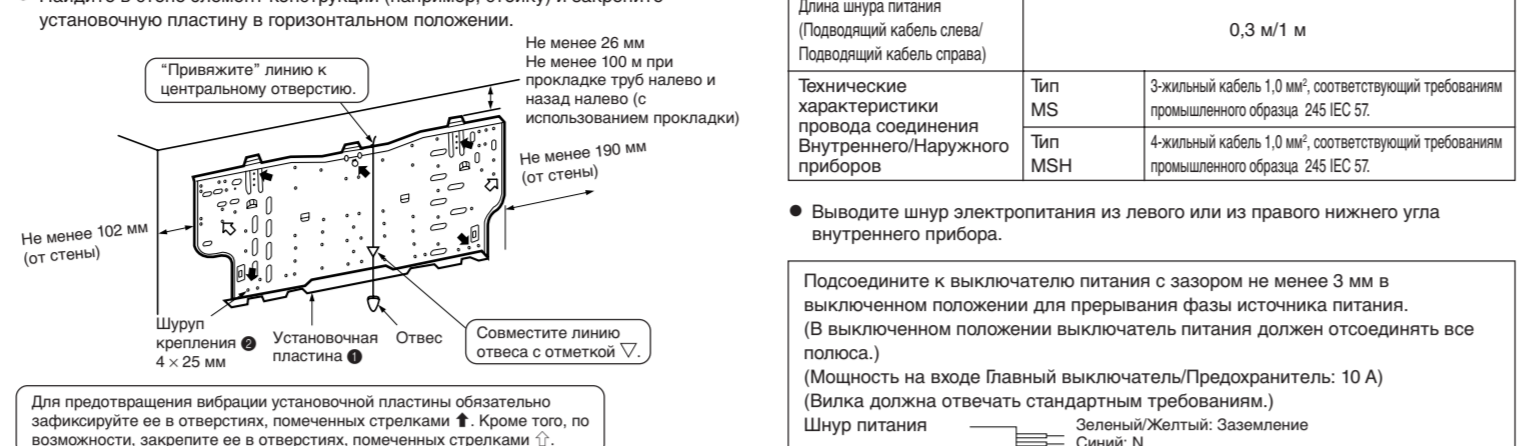 установочную пластину в горизонтальном положении.
Не менее 26 мм
Не менее 100 м при
прокладке труб налево и
назад налево (с
использованием прокладки)
“Привяжите” линию к
центральному отверстию.
Не менее 190 мм
(от стены)
Не менее 102 мм
(от стены)
Шуруп
крепления ❷
4 × 25 мм
Установочная
пластина ❶
Отвес
Совместите линию
отвеса с отметкой ▽.
Для предотвращения вибрации установочной пластины обязательно
зафиксируйте ее в отверстиях, помеченных стрелками ⬆. Кроме того, по
возможности, закрепите ее в отверстиях, помеченных стрелками ⇧.
Длина шнура питания
(Подводящий кабель слева/
Подводящий кабель справа)
0,3 м/1 м
Технические
характеристики
провода соединения
Внутреннего/Наружного
приборов
Тип
MS
3-жильный кабель 1,0 мм², соответствующий требованиям
промышленного образца 245 IEC 57.
Тип
MSH
4-жильный кабель 1,0 мм², соответствующий требованиям
промышленного образца 245 IEC 57.
● Выводите шнур электропитания из левого или из правого нижнего угла
внутреннего прибора.
Подсоедините к выключателю питания с зазором не менее 3 мм в
выключенном положении для прерывания фазы источника питания.
(В выключенном положении выключатель питания должен отсоединять все
полюса.)
(Мощность на входе Главный выключатель/Предохранитель: 10 А)
(Вилка должна отвечать стандартным требованиям.)
Шнур питания
Зеленый/Желтый: Заземление
Синий: N